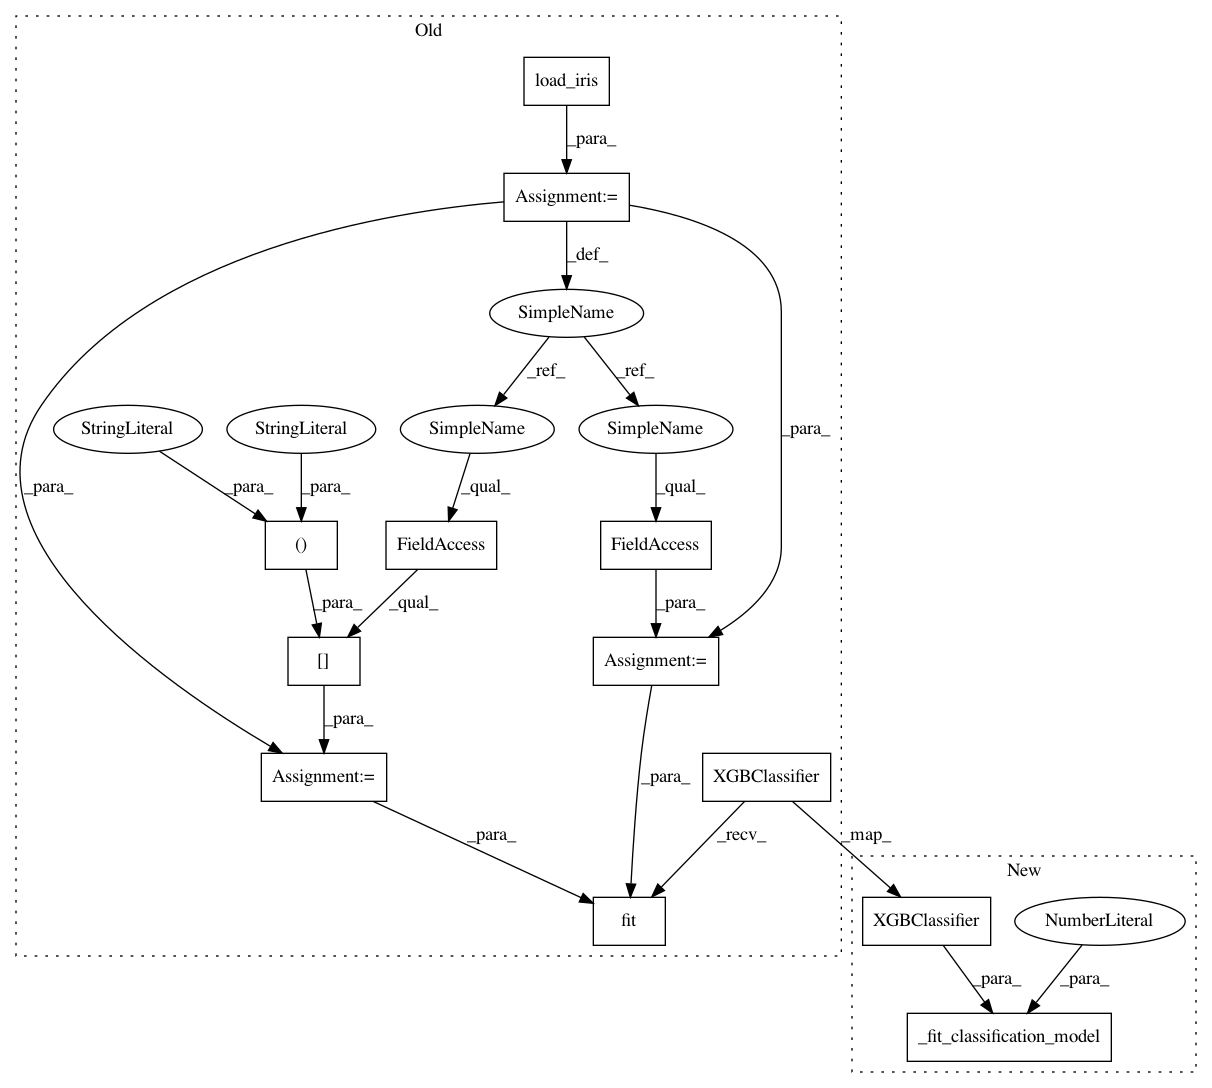 Old
load_iris
_para_
Assignment:=
_def_
SimpleName
_ref_
_ref_
_para_
StringLiteral
StringLiteral
SimpleName
SimpleName
_para_
_para_
_para_
_qual_
_qual_
()
FieldAccess
FieldAccess
_para_
_qual_
_para_
[]
Assignment:=
_para_
Assignment:=
_para_
XGBClassifier
_para_
_recv_
_map_
New
fit
XGBClassifier
NumberLiteral
_para_
_para_
_fit_classification_model